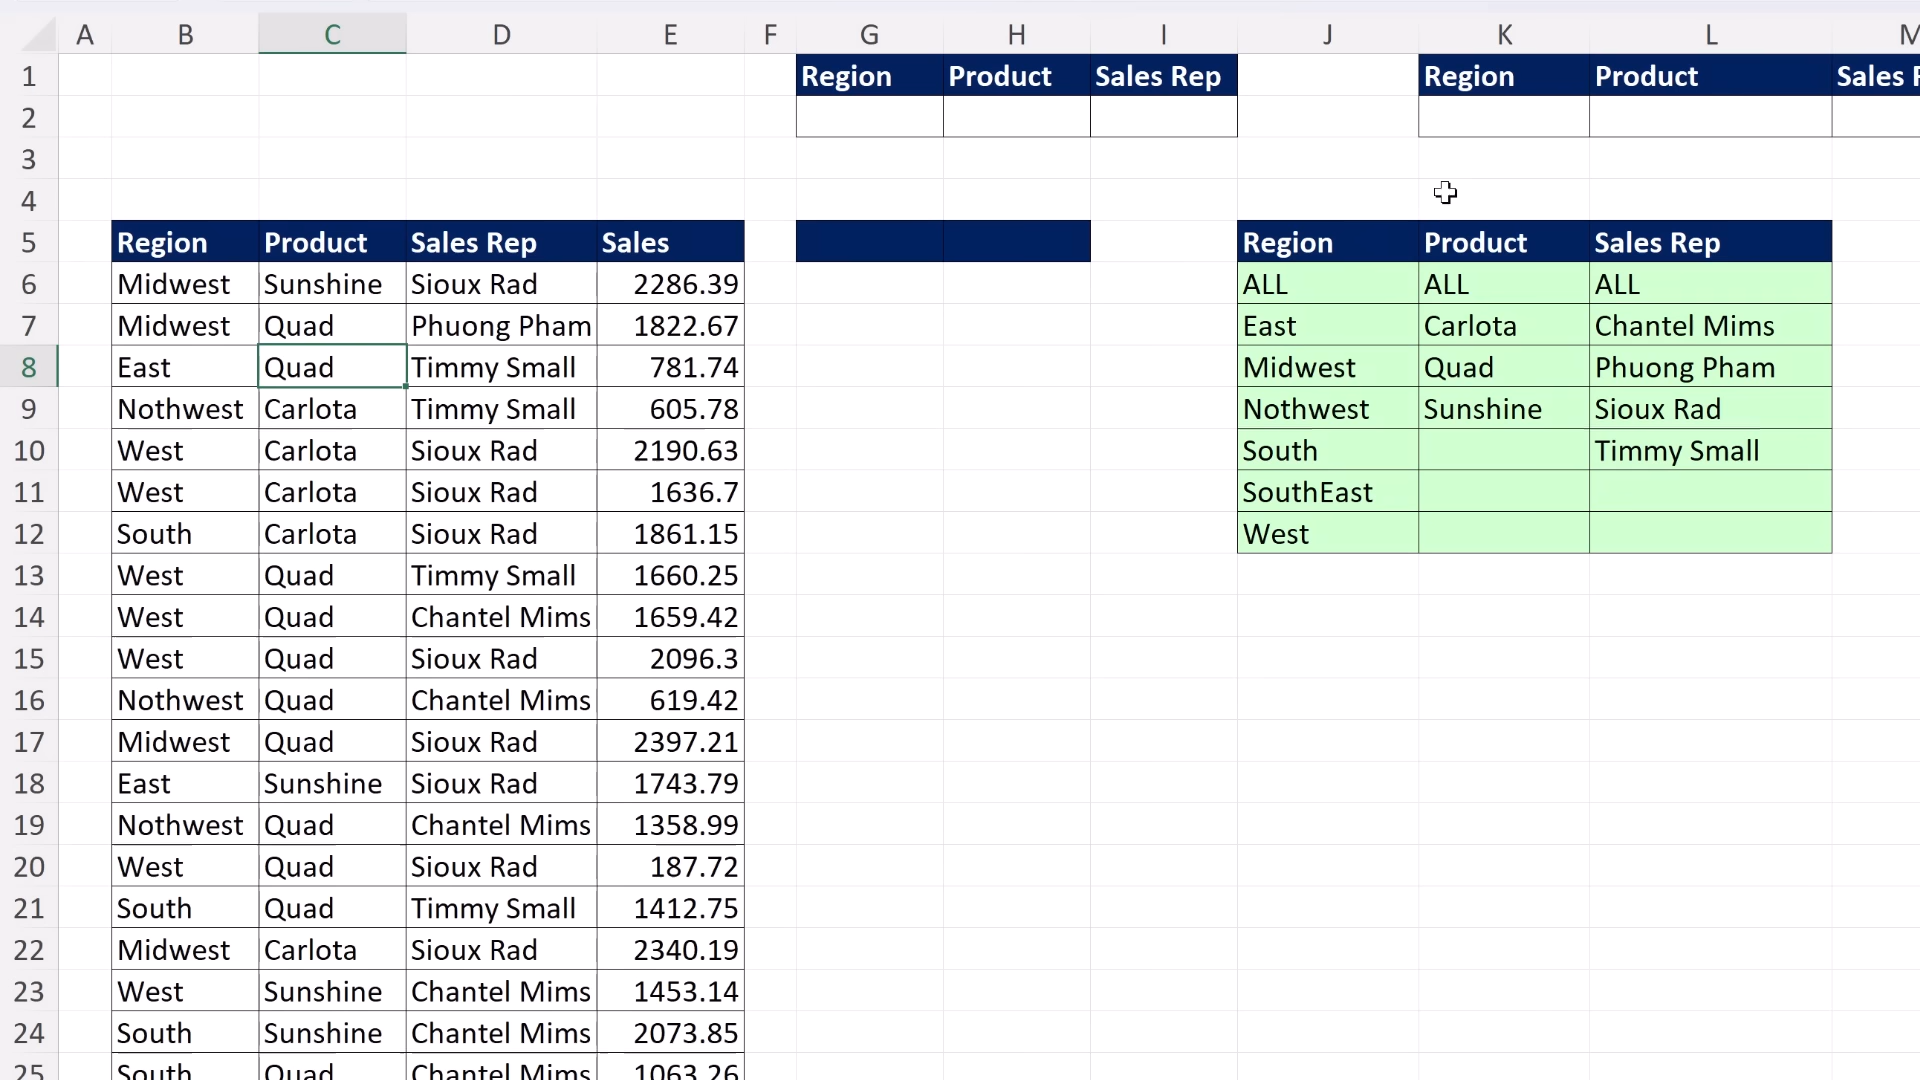 A B C D E F G H I J K L
1 Region Product Sales Rep Region Product Sales
2
3
4
5 Region Product Sales Rep Sales Region Product Sales Rep
6 Midwest Sunshine Sioux Rad 2286.39 ALL ALL ALL
7 Midwest Quad Phuong Pham 1822.67 East Carlota Chantel Mims
8 East Quad Timmy Small 781.74 Midwest Quad Phuong Pham
9 Nothwest Carlota Timmy Small 605.78 Nothwest Sunshine Sioux Rad
10 West Carlota Sioux Rad 2190.63 South Timmy Small
11 West Carlota Sioux Rad 1636.7 SouthEast
12 South Carlota Sioux Rad 1861.15 West
13 West Quad Timmy Small 1660.25
14 West Quad Chantel Mims 1659.42
15 West Quad Sioux Rad 2096.3
16 Nothwest Quad Chantel Mims 619.42
17 Midwest Quad Sioux Rad 2397.21
18 East Sunshine Sioux Rad 1743.79
19 Nothwest Quad Chantel Mims 1358.99
20 West Quad Sioux Rad 187.72
21 South Quad Timmy Small 1412.75
22 Midwest Carlota Sioux Rad 2340.19
23 West Sunshine Chantel Mims 1453.14
24 South Sunshine Chantel Mims 2073.85
25 South Quad Chantel Mims 1063.26